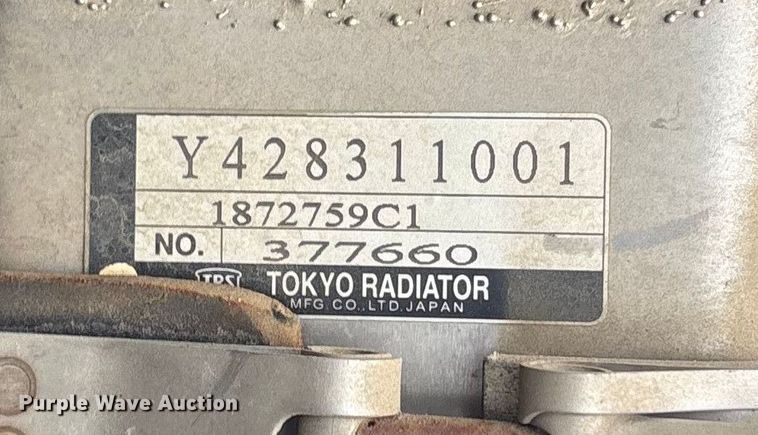 Y428311001
1872759C1
NO. 377660
TRS TOKYO RADIATOR
MFG CO.,LTD.JAPAN
Purple Wave Auction